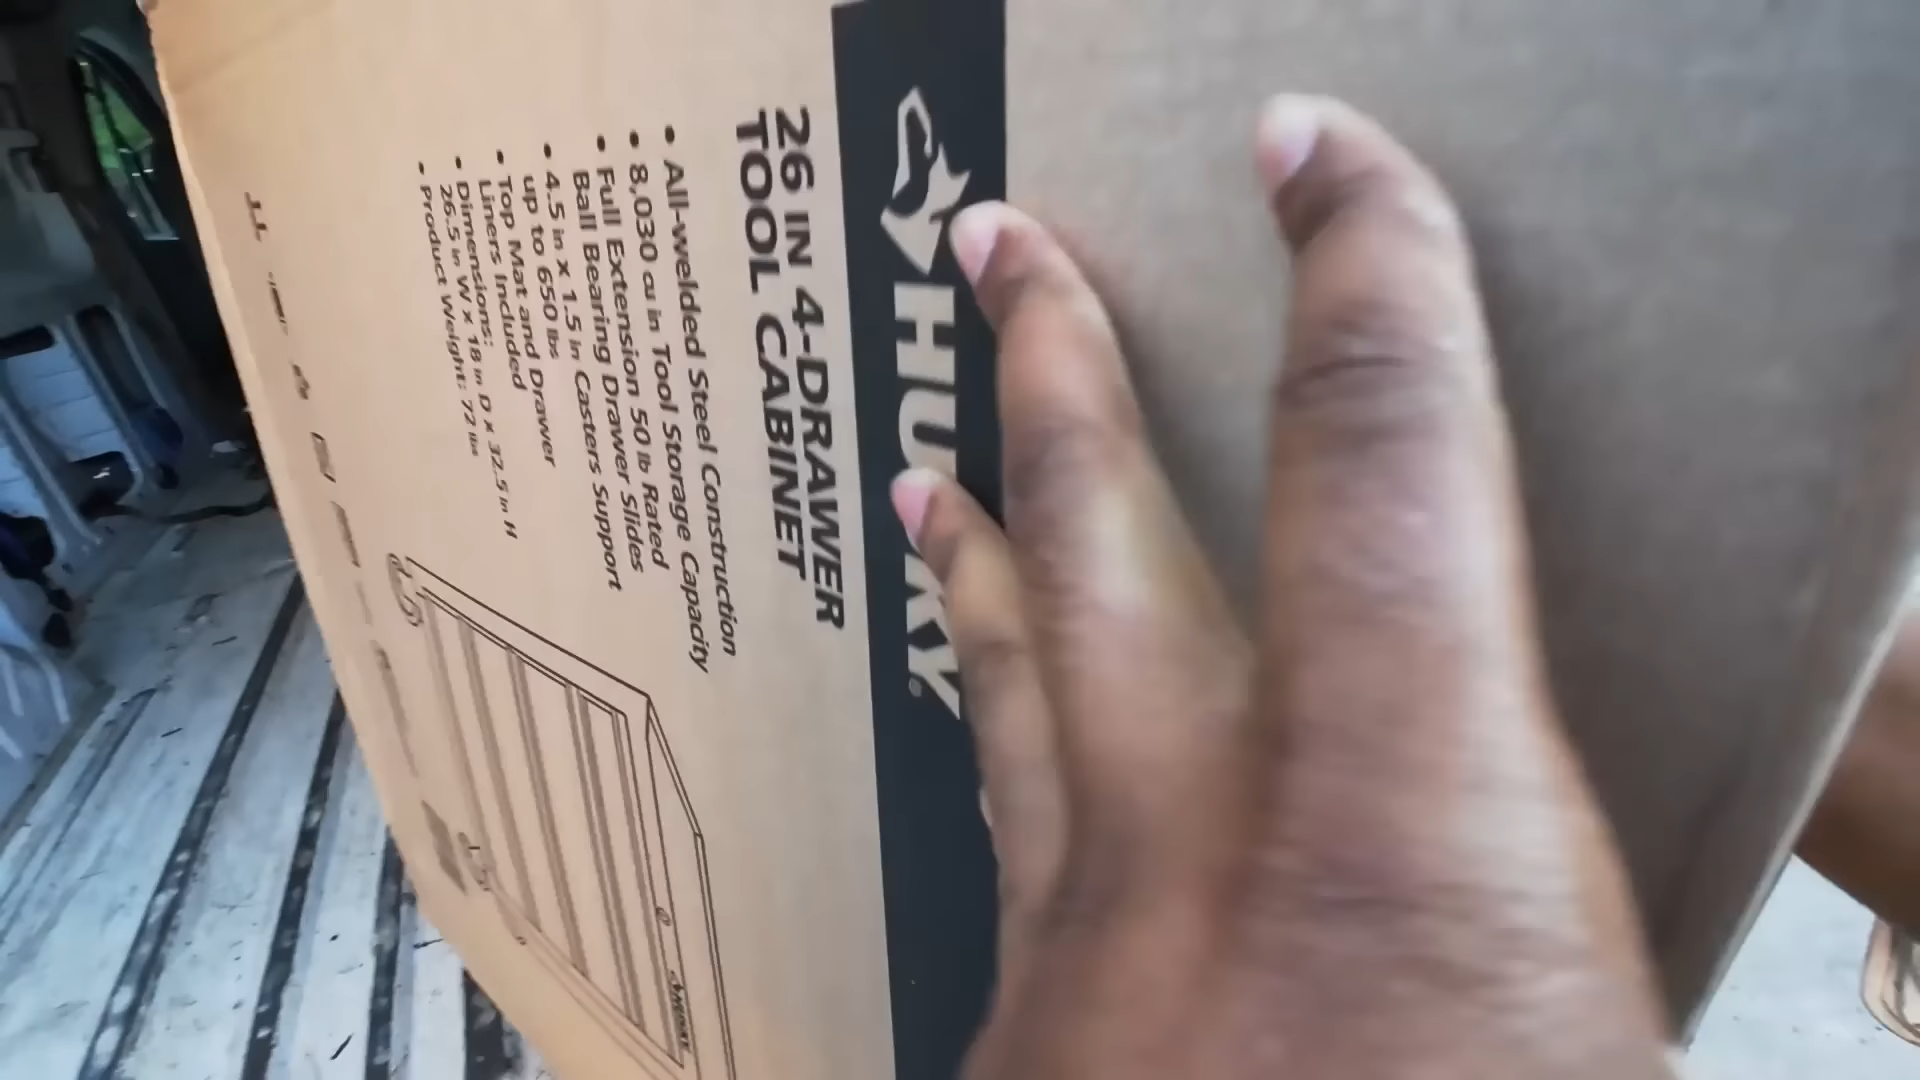 HUSKY
26 IN 4-DRAWER
TOOL CABINET
• All-welded Steel Construction
• 8,030 cu in Tool Storage Capacity
• Full Extension 50 lb Rated
Ball Bearing Drawer Slides
• 4.5 in x 1.5 in Casters Support
up to 650 lbs
• Top Mat and Drawer
Liners Included
• Dimensions:
26.5 in W x 18 in D x 32.5 in H
• Product Weight: 72 lbs